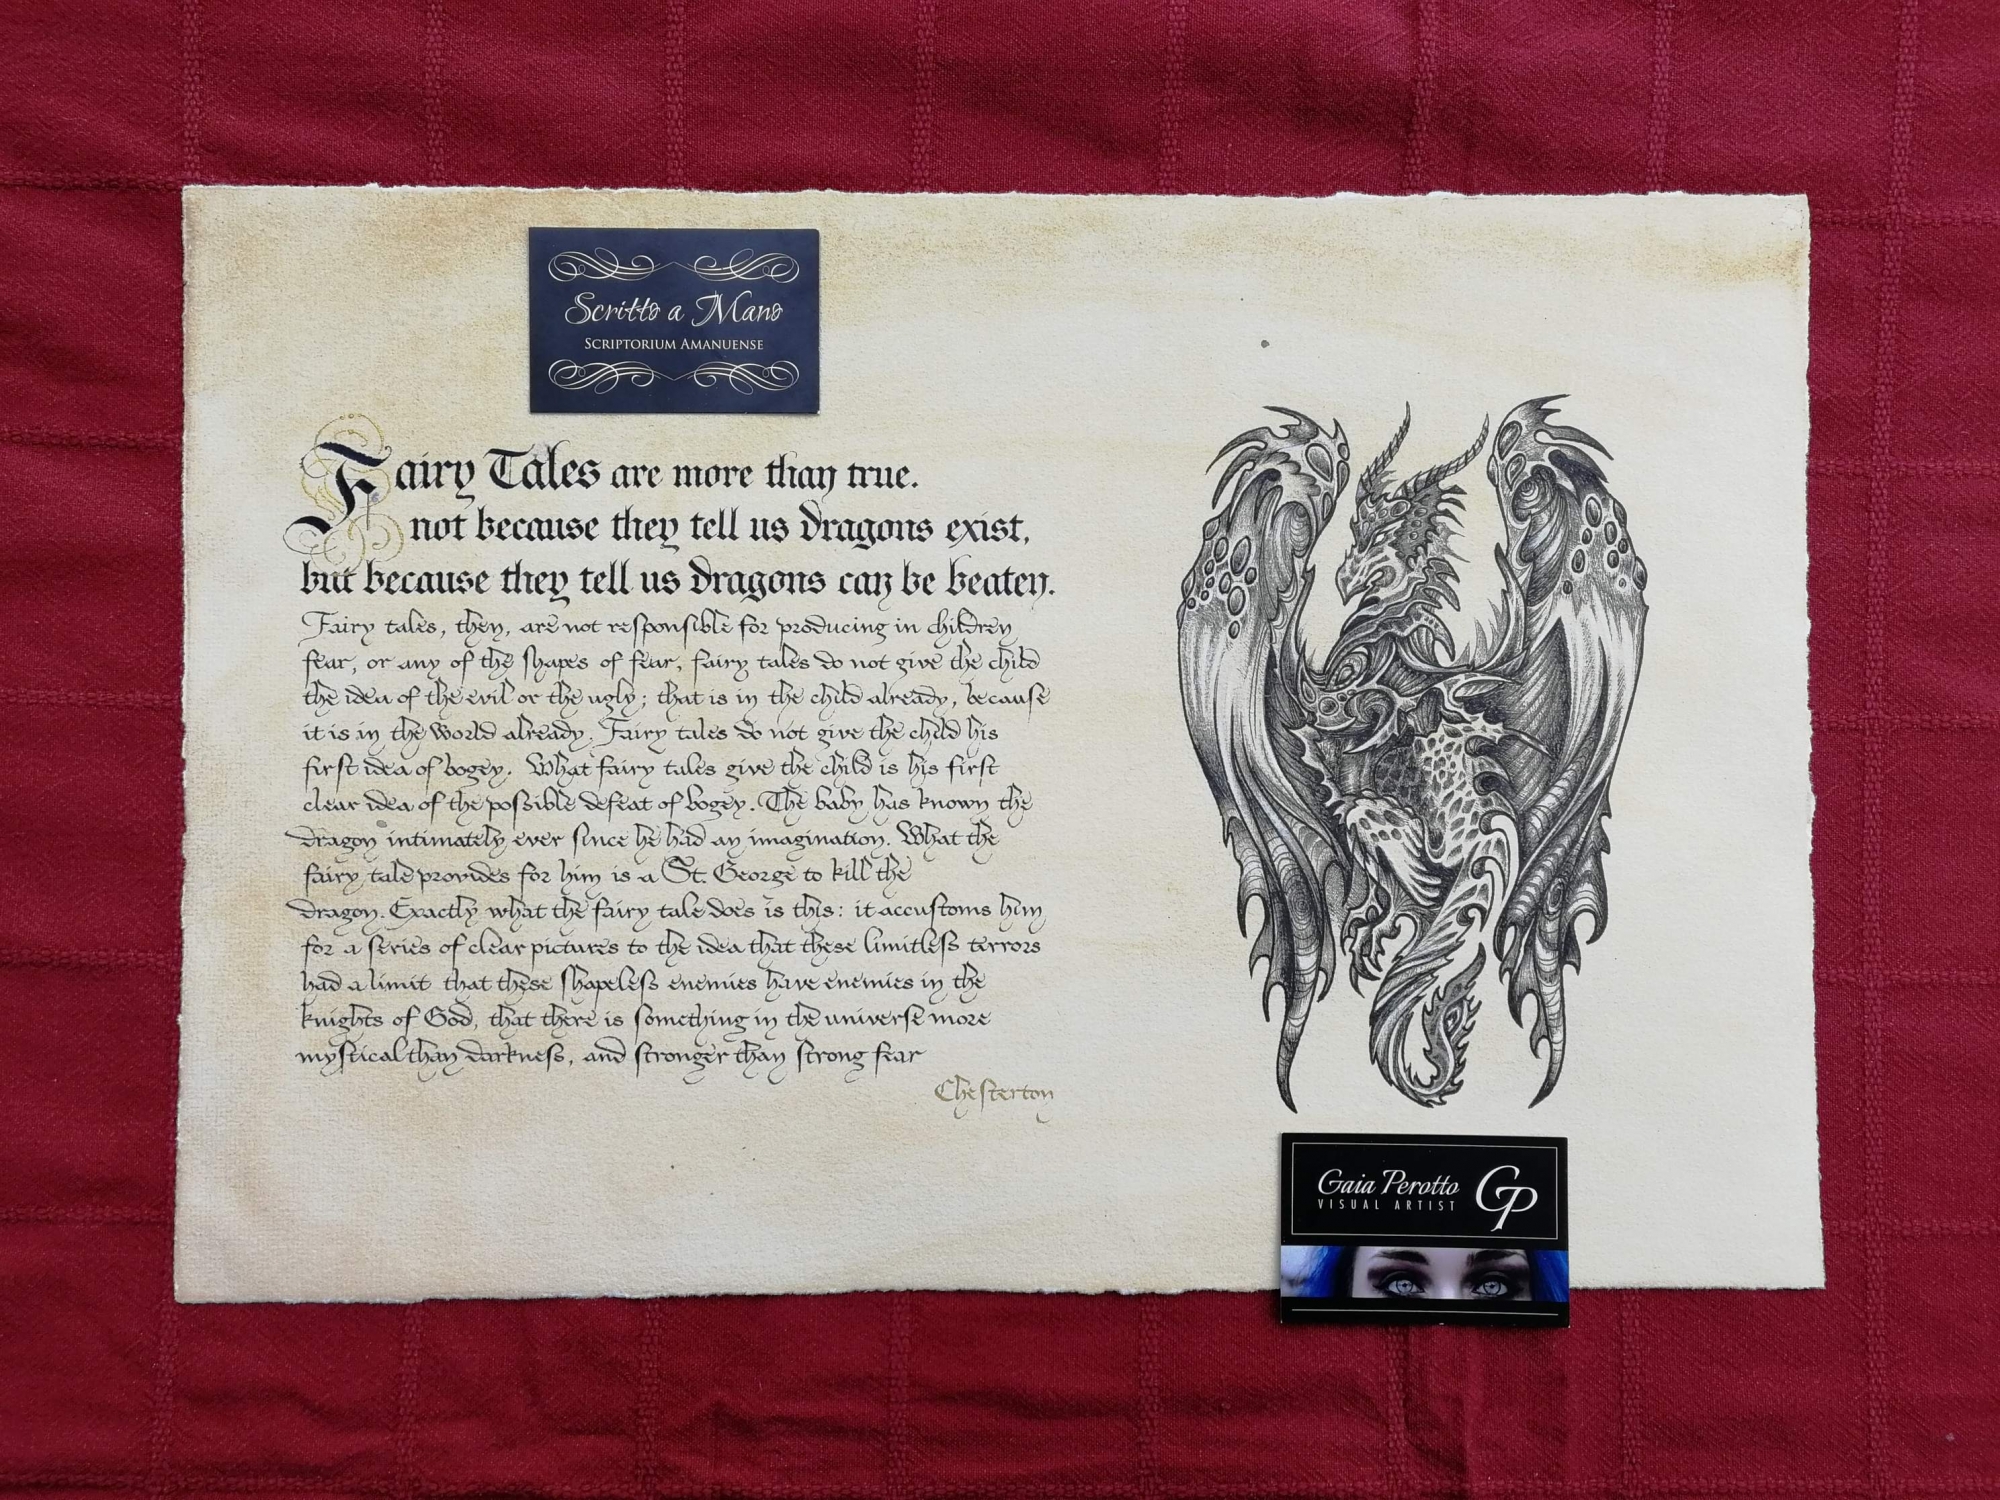 Scritto a Mano
SCRIPTORIUM AMANUENSE
Fairy Tales are more than true.
not because they tell us dragons exist,
but because they tell us dragons can be beaten.
Fairy tales, then, are not responsible for producing in children
fear, or any of the shapes of fear, fairy tales do not give the child
the idea of the evil or the ugly; that is in the child already, because
it is in the world already. Fairy tales do not give the child his
first idea of bogey. What fairy tales give the child is his first
clear idea of the possible defeat of bogey. The baby has known the
dragon intimately ever since he had an imagination. What the
fairy tale provides for him is a St. George to kill the
dragon. Exactly what the fairy tale does is this: it accustoms him
for a series of clear pictures to the idea that these limitless terrors
had a limit that these shapeless enemies have enemies in the
knights of God, that there is something in the universe more
mystical than darkness, and stronger than strong fear
Chesterton
Gaia Perotto GP
VISUAL ARTIST